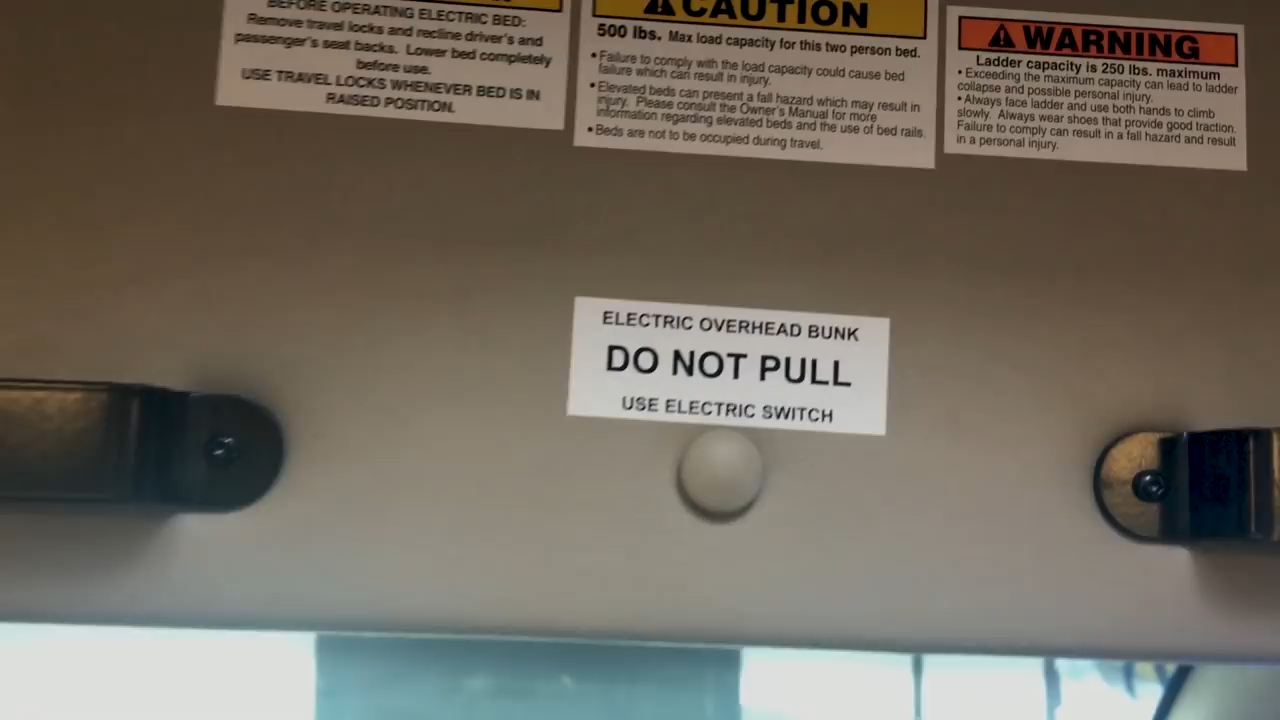 BEFORE OPERATING ELECTRIC BED:
Remove travel locks and recline driver's and
passenger's seat backs. Lower bed completely
before use.
USE TRAVEL LOCKS WHENEVER BED IS IN
RAISED POSITION.
CAUTION
500 lbs. Max load capacity for this two person bed.
• Failure to comply with the load capacity could cause bed
failure which can result in injury.
• Elevated beds can present a fall hazard which may result in
injury. Please consult the Owner's Manual for more
information regarding elevated beds and the use of bed rails.
• Beds are not to be occupied during travel.
WARNING
Ladder capacity is 250 lbs. maximum
• Exceeding the maximum capacity can lead to ladder
collapse and possible personal injury.
• Always face ladder and use both hands to climb
slowly. Always wear shoes that provide good traction.
Failure to comply can result in a fall hazard and result
in a personal injury.
ELECTRIC OVERHEAD BUNK
DO NOT PULL
USE ELECTRIC SWITCH